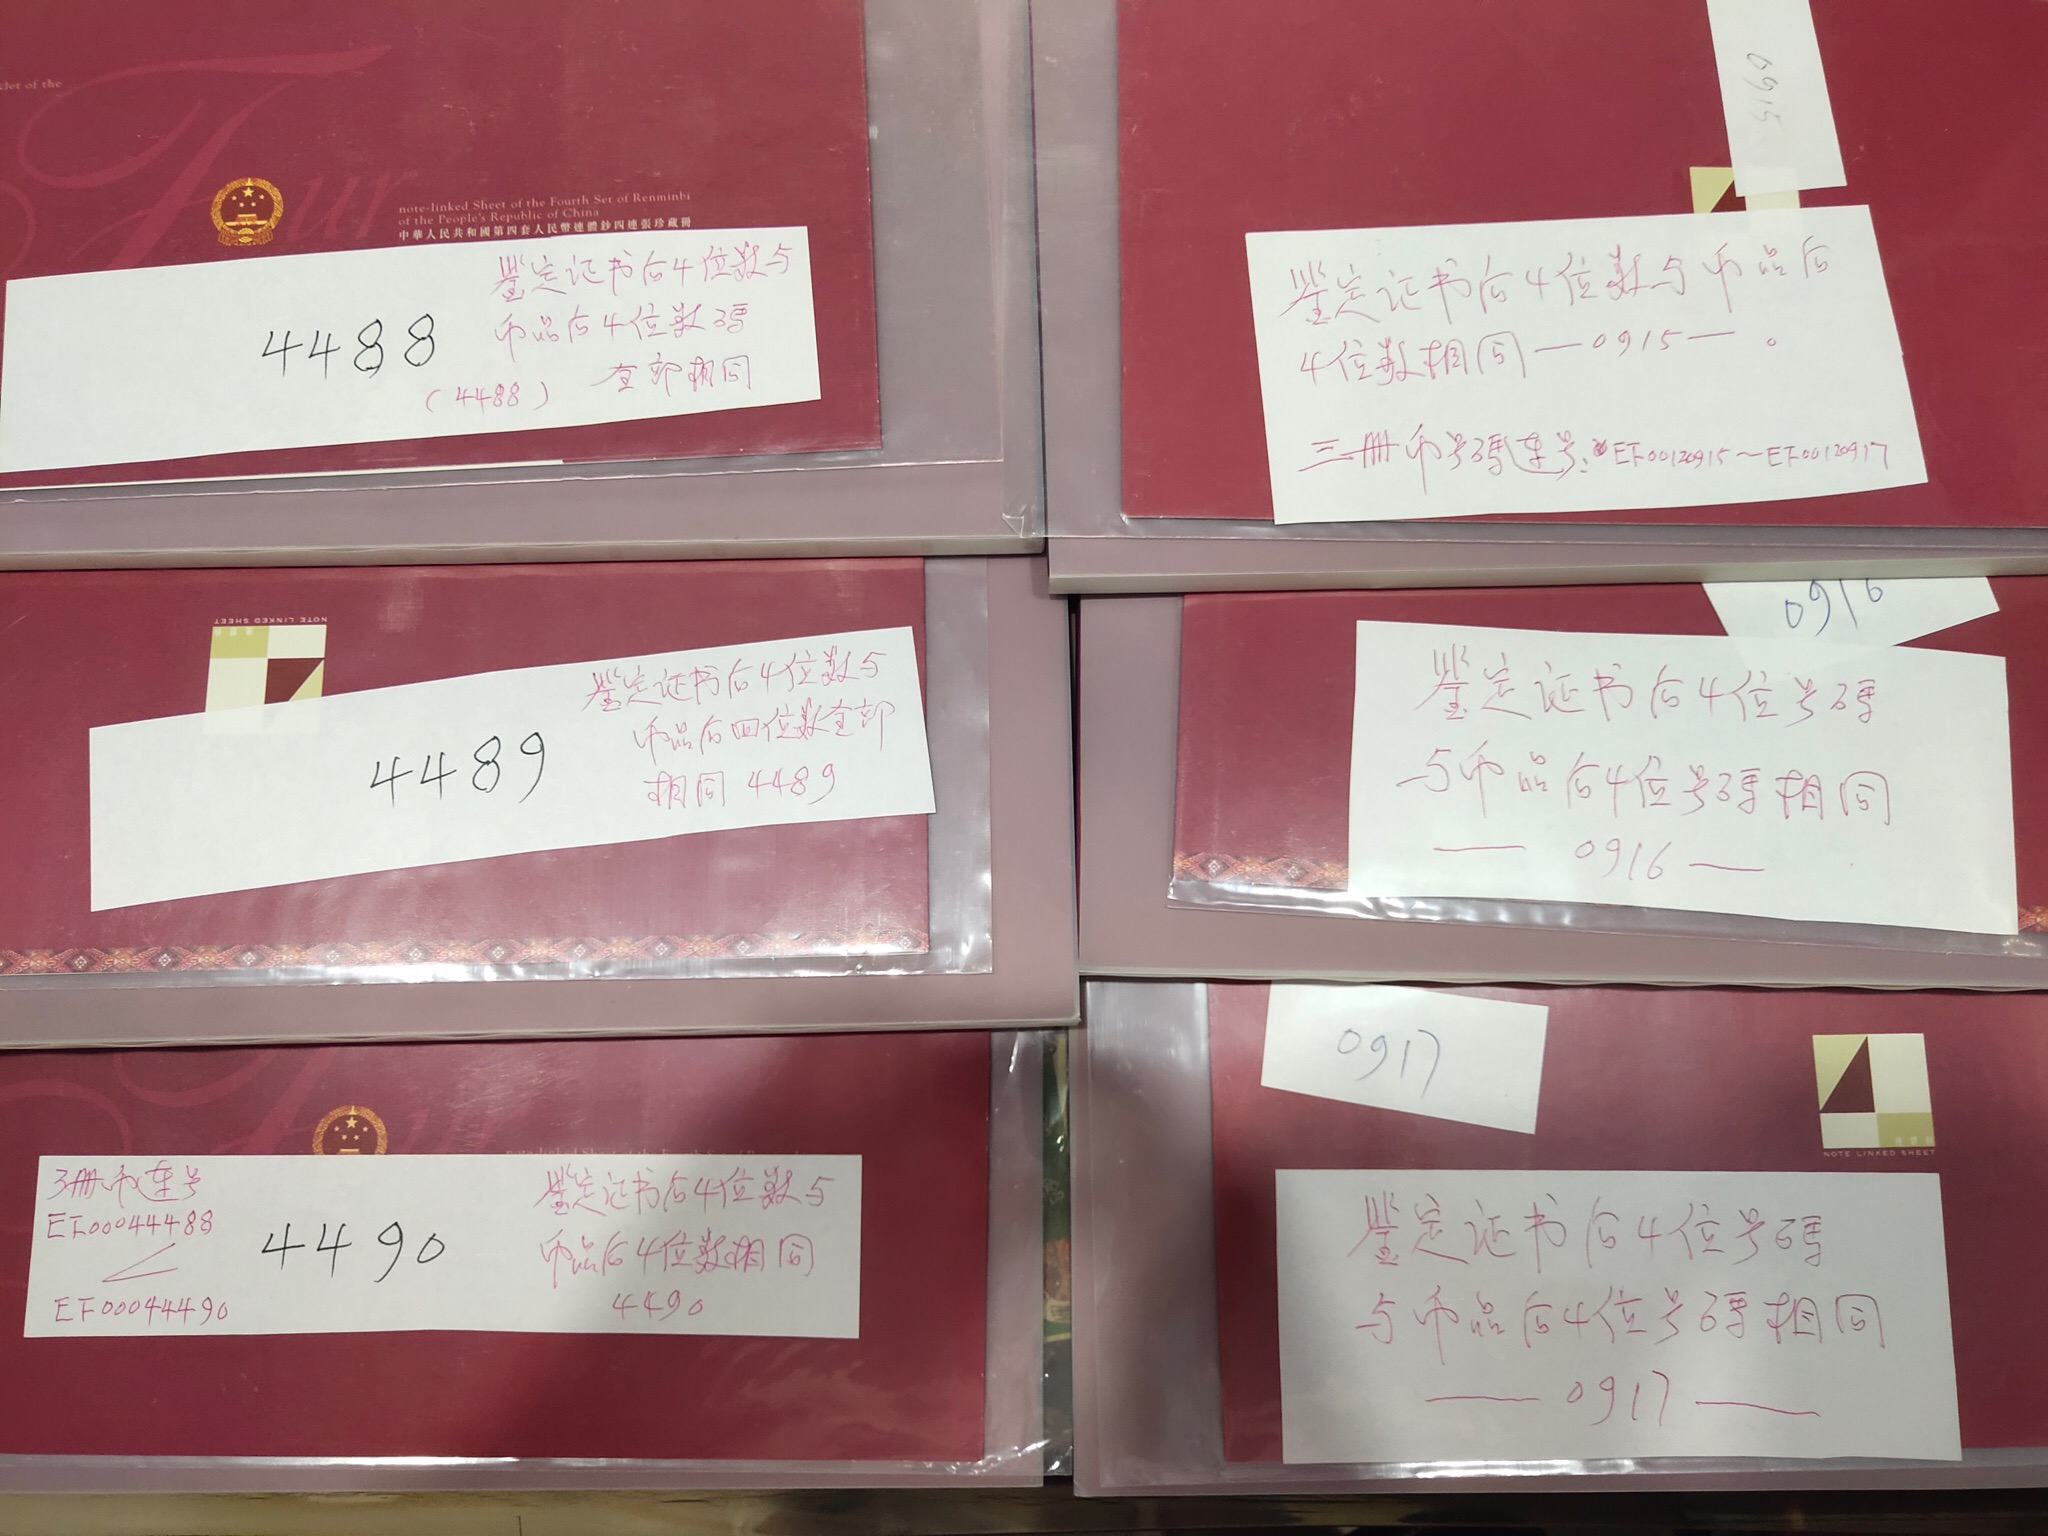 of the
note-linked Sheet of the Fourth Set of Renminbi
of the People's Republic of China
中華人民共和國第四套人民幣連體鈔四連張珍藏冊
4488
鉴定证书后4位数与
币品后4位数码
全部相同
(4488)
NOTE LINKED SHEET
4489
鉴定证书后4位数与
币品后四位数全部
相同 4489
3册币连号
EF00044488
EF00044490
4490
鉴定证书后4位数与
币品后4位数相同
4490
0915
鉴定证书后4位数与币品后
4位数相同—0915—。
三册币号码连号:EF00120915~EF00120917
0916
鉴定证书后4位号码
与币品后4位号码相同
— 0916 —
0917
NOTE LINKED SHEET
鉴定证书后4位号码
与币品后4位号码相同
— 0917 —